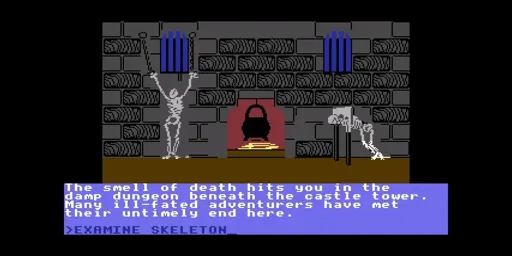 The smell of death hits you in the
damp dungeon beneath the castle tower.
Many ill-fated adventurers have met
their untimely end here.
>EXAMINE SKELETON_